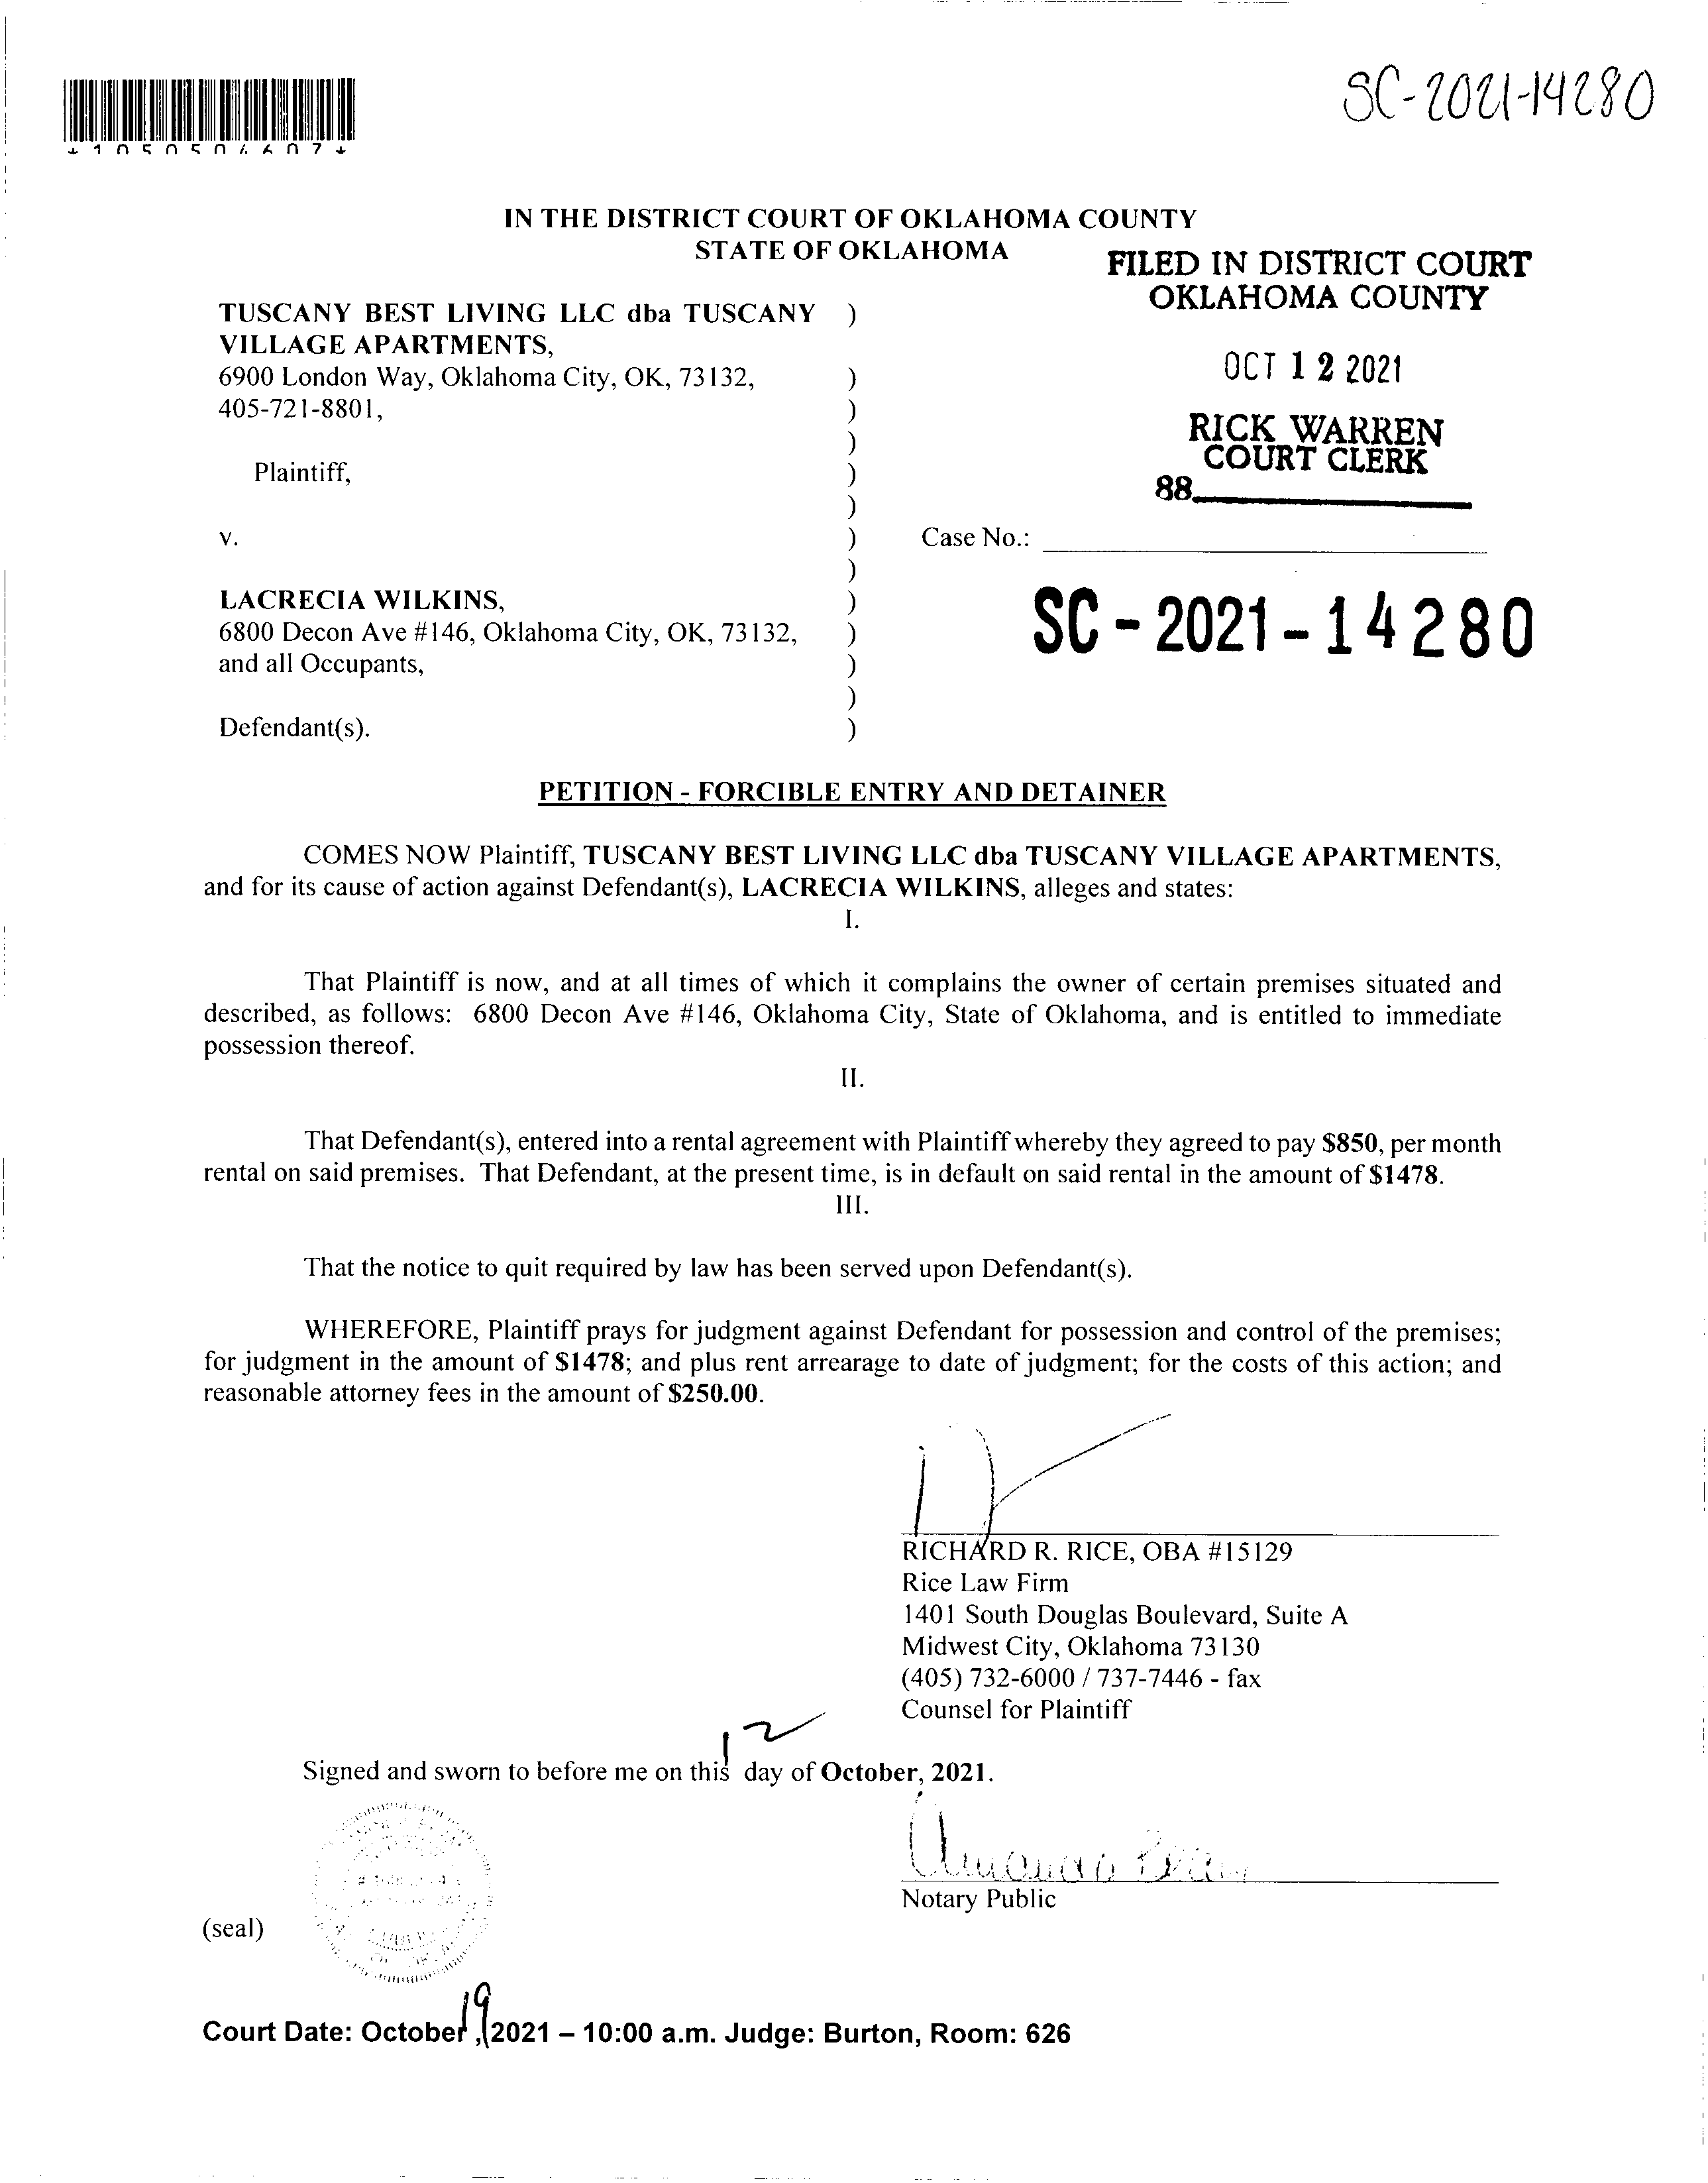 SC-2021-14280
IN THE DISTRICT COURT OF OKLAHOMA COUNTY
STATE OF OKLAHOMA
FILED IN DISTRICT COURT
OKLAHOMA COUNTY
OCT 12 2021
RICK WARREN
COURT CLERK
88
TUSCANY BEST LIVING LLC dba TUSCANY )
VILLAGE APARTMENTS,
6900 London Way, Oklahoma City, OK, 73132, )
405-721-8801, )
)
Plaintiff, )
)
v. ) Case No.:
)
LACRECIA WILKINS, )
6800 Decon Ave #146, Oklahoma City, OK, 73132, )
and all Occupants, )
)
Defendant(s). )
SC-2021-14280
PETITION - FORCIBLE ENTRY AND DETAINER
COMES NOW Plaintiff, TUSCANY BEST LIVING LLC dba TUSCANY VILLAGE APARTMENTS,
and for its cause of action against Defendant(s), LACRECIA WILKINS, alleges and states:
I.
That Plaintiff is now, and at all times of which it complains the owner of certain premises situated and
described, as follows: 6800 Decon Ave #146, Oklahoma City, State of Oklahoma, and is entitled to immediate
possession thereof.
II.
That Defendant(s), entered into a rental agreement with Plaintiff whereby they agreed to pay $850, per month
rental on said premises. That Defendant, at the present time, is in default on said rental in the amount of $1478.
III.
That the notice to quit required by law has been served upon Defendant(s).
WHEREFORE, Plaintiff prays for judgment against Defendant for possession and control of the premises;
for judgment in the amount of $1478; and plus rent arrearage to date of judgment; for the costs of this action; and
reasonable attorney fees in the amount of $250.00.
RICHARD R. RICE, OBA #15129
Rice Law Firm
1401 South Douglas Boulevard, Suite A
Midwest City, Oklahoma 73130
(405) 732-6000 / 737-7446 - fax
Counsel for Plaintiff
Signed and sworn to before me on this 12 day of October, 2021.
Amanda
Notary Public
(seal)
Court Date: October 19, 2021 – 10:00 a.m. Judge: Burton, Room: 626